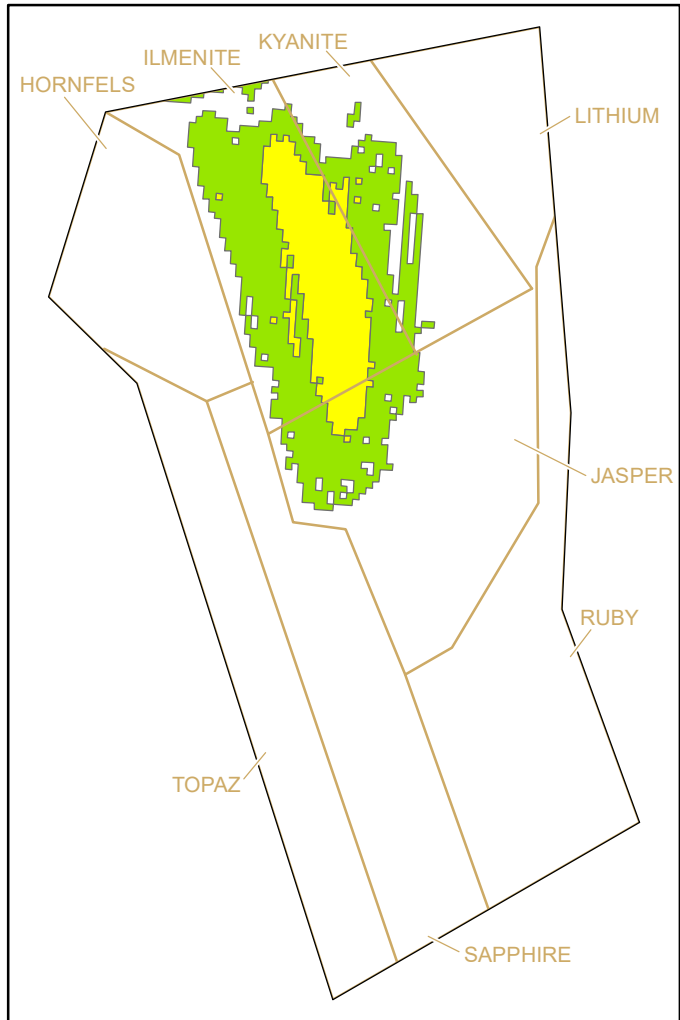 KYANITE
ILMENITE
HORNFELS
LITHIUM
JASPER
RUBY
TOPAZ
SAPPHIRE